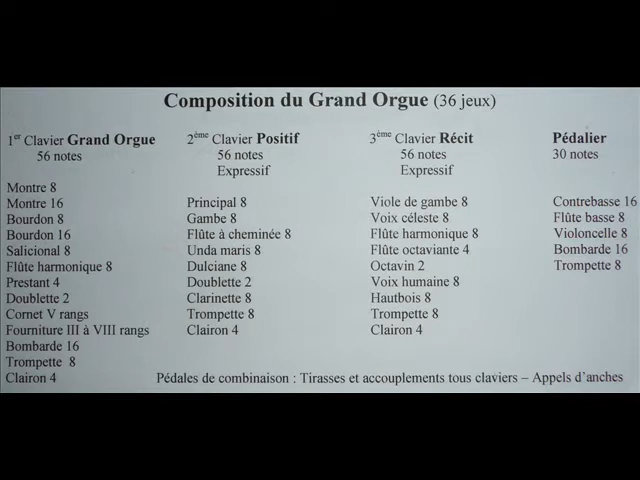 Composition du Grand Orgue (36 jeux)
1er Clavier Grand Orgue
56 notes
Montre 8
Montre 16
Bourdon 8
Bourdon 16
Salicional 8
Flûte harmonique 8
Prestant 4
Doublette 2
Cornet V rangs
Fourniture III à VIII rangs
Bombarde 16
Trompette 8
Clairon 4
2ème Clavier Positif
56 notes
Expressif
Principal 8
Gambe 8
Flûte à cheminée 8
Unda maris 8
Dulciane 8
Doublette 2
Clarinette 8
Trompette 8
Clairon 4
3ème Clavier Récit
56 notes
Expressif
Viole de gambe 8
Voix céleste 8
Flûte harmonique 8
Flûte octaviante 4
Octavin 2
Voix humaine 8
Hautbois 8
Trompette 8
Clairon 4
Pédalier
30 notes
Contrebasse 16
Flûte basse 8
Violoncelle 8
Bombarde 16
Trompette 8
Pédales de combinaison : Tirasses et accouplements tous claviers – Appels d'anches